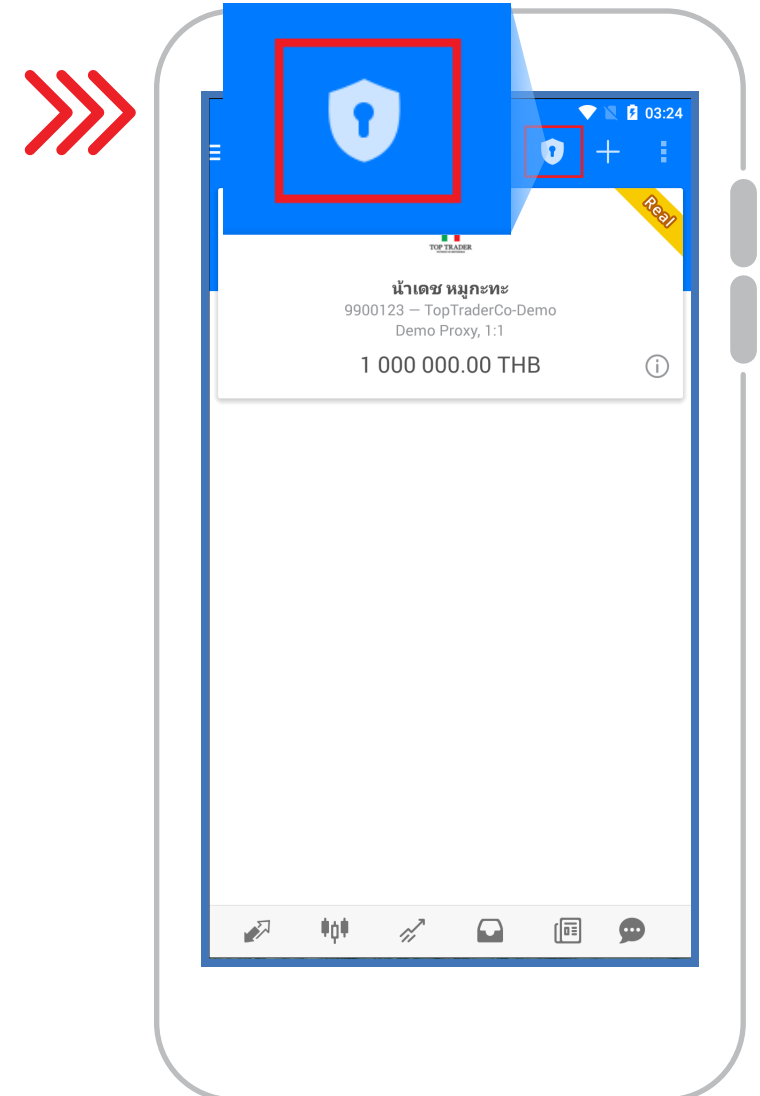 03:24
Real
TOP TRADER
น้าเดช หมูกะทะ
9900123 — TopTraderCo-Demo
Demo Proxy, 1:1
1 000 000.00 THB